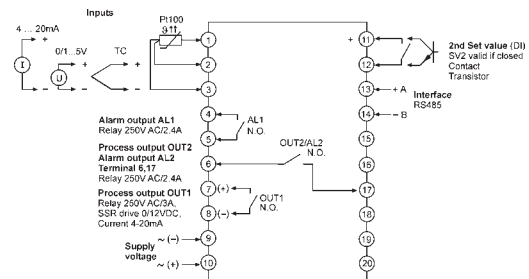 Inputs
Pt100
ϑ
4 ... 20mA
0/1...5V
TC
+
+
+
-
-
-
I
U
1
2
3
4
5
6
7
8
9
10
11
12
13
14
15
16
17
18
19
20
+
2nd Set value (DI)
SV2 valid if closed
Contact
Transistor
+ A
Interface
RS485
- B
Alarm output AL1
Relay 250V AC/2.4A
AL1
N.O.
Process output OUT2
Alarm output AL2
Terminal 6,17
Relay 250V AC/2.4A
OUT2/AL2
N.O.
Process output OUT1
Relay 250V AC/3A,
SSR drive 0/12VDC,
Current 4-20mA
(+)
(-)
OUT1
N.O.
Supply
voltage
~ (-)
~ (+)